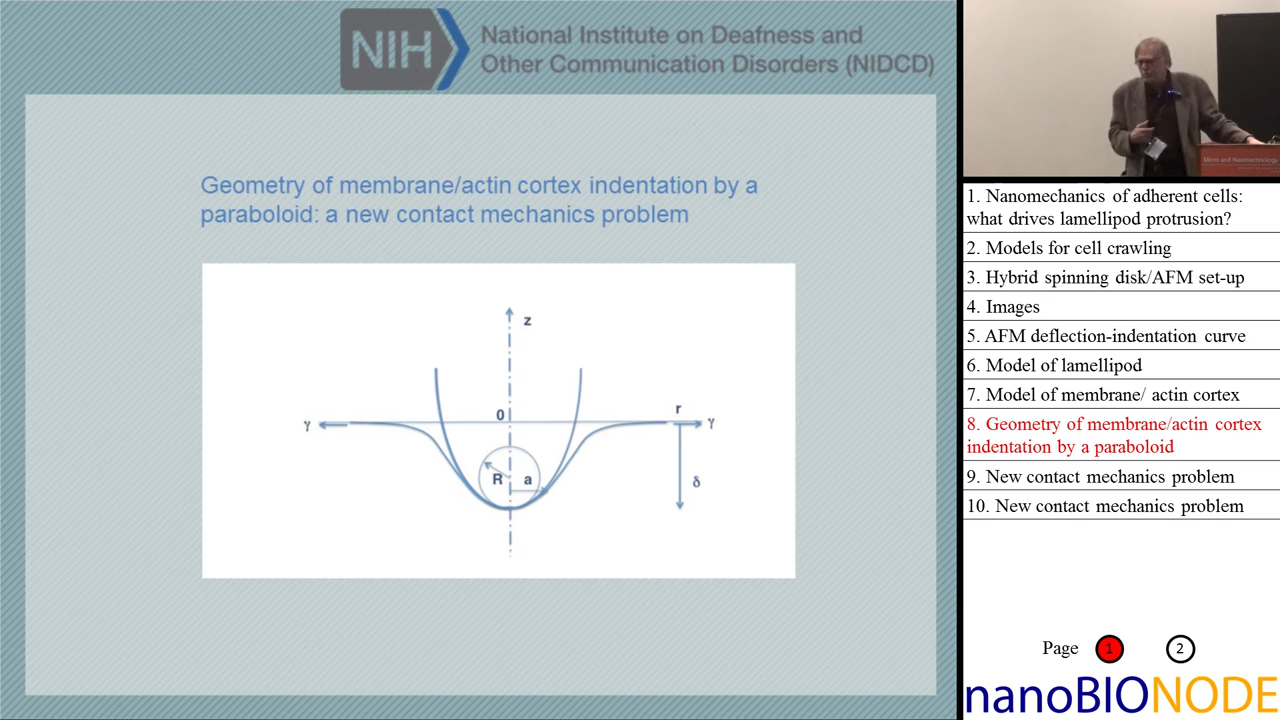 NIH
National Institute on Deafness and
Other Communication Disorders (NIDCD)
Geometry of membrane/actin cortex indentation by a
paraboloid: a new contact mechanics problem
z
0
r
γ
γ
R
a
δ
Micro and Nanotechnology
1. Nanomechanics of adherent cells:
what drives lamellipod protrusion?
2. Models for cell crawling
3. Hybrid spinning disk/AFM set-up
4. Images
5. AFM deflection-indentation curve
6. Model of lamellipod
7. Model of membrane/ actin cortex
8. Geometry of membrane/actin cortex
indentation by a paraboloid
9. New contact mechanics problem
10. New contact mechanics problem
Page 1 2
nanoBIONODE